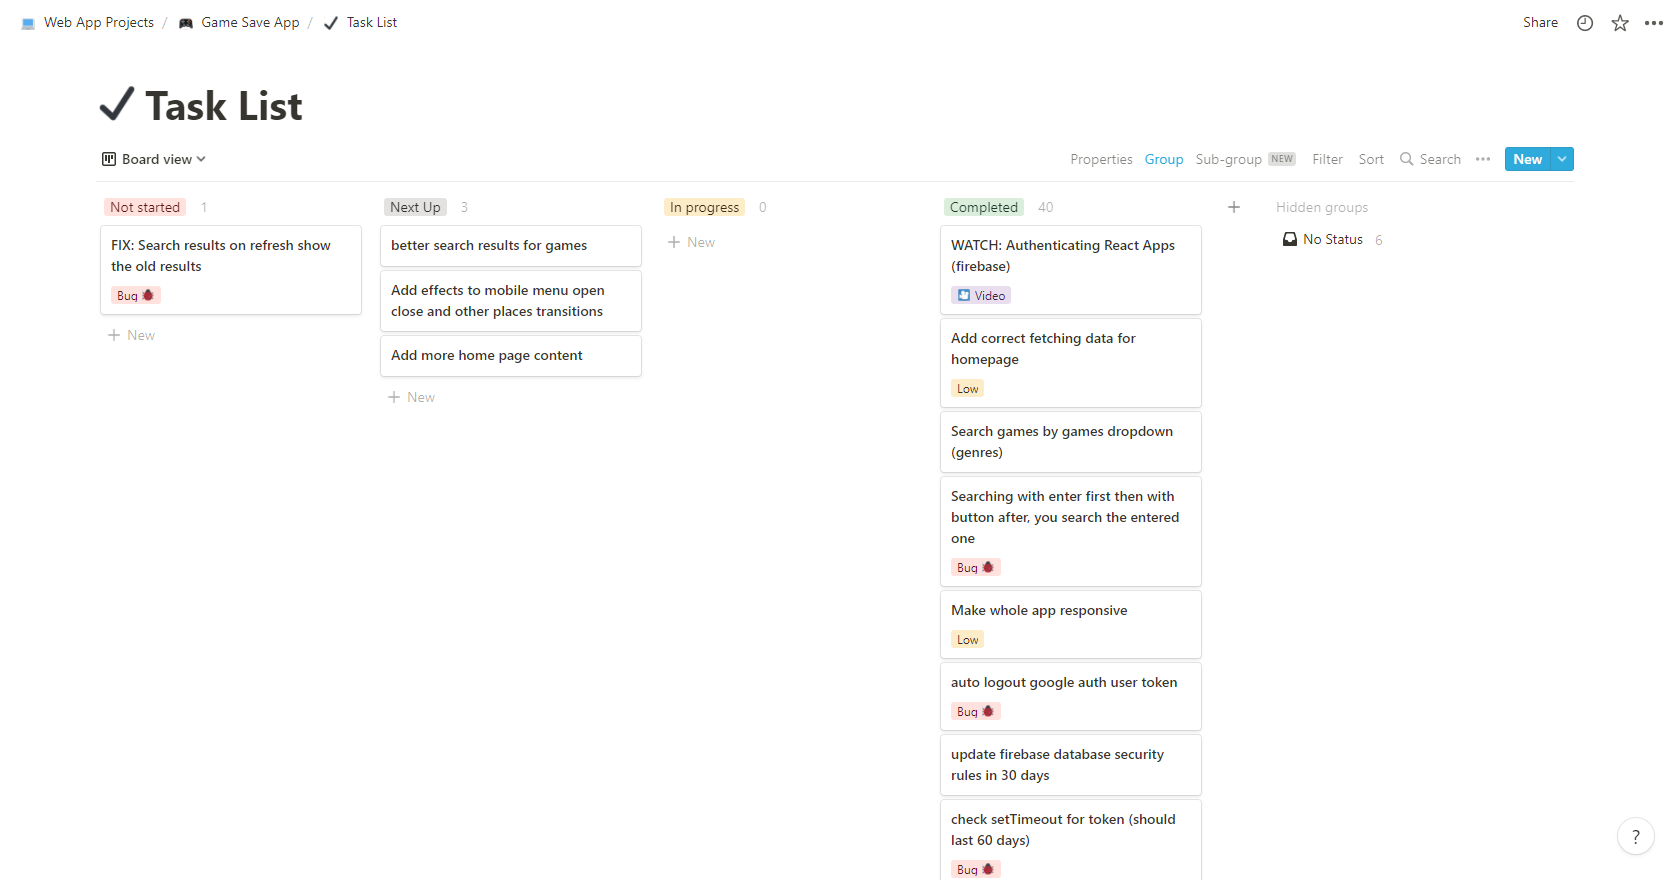 Web App Projects / Game Save App / Task List
Share
Task List
Board view
Properties Group Sub-group NEW Filter Sort Search New
Not started 1
FIX: Search results on refresh show
the old results
Bug
New
Next Up 3
better search results for games
Add effects to mobile menu open
close and other places transitions
Add more home page content
New
In progress 0
New
Completed 40
WATCH: Authenticating React Apps
(firebase)
Video
Add correct fetching data for
homepage
Low
Search games by games dropdown
(genres)
Searching with enter first then with
button after, you search the entered
one
Bug
Make whole app responsive
Low
auto logout google auth user token
Bug
update firebase database security
rules in 30 days
check setTimeout for token (should
last 60 days)
Bug
Hidden groups
No Status 6
?